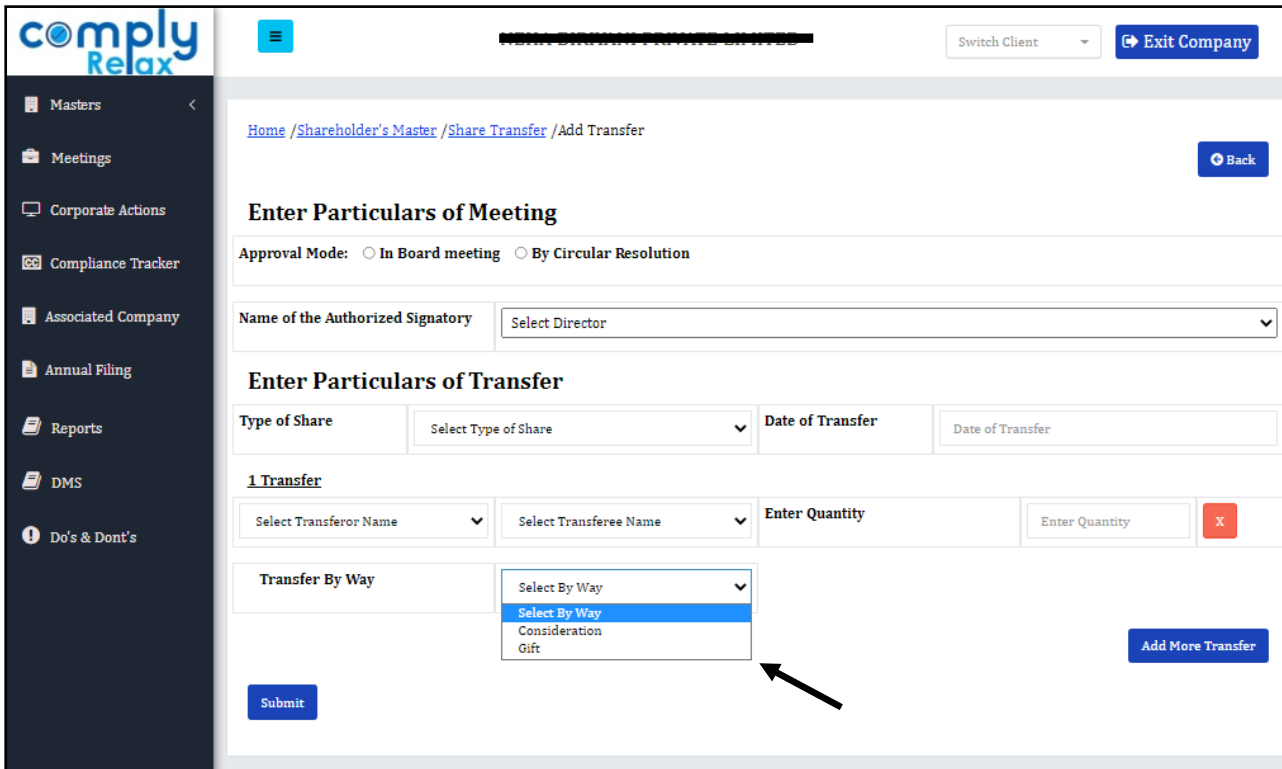 comply
Relax
Switch Client
Exit Company
Masters
Meetings
Corporate Actions
CC Compliance Tracker
Associated Company
Annual Filing
Reports
DMS
Do's & Dont's
Home /Shareholder's Master /Share Transfer /Add Transfer
Back
Enter Particulars of Meeting
Approval Mode: In Board meeting By Circular Resolution
Name of the Authorized Signatory Select Director
Enter Particulars of Transfer
Type of Share Select Type of Share Date of Transfer Date of Transfer
1 Transfer
Select Transferor Name Select Transferee Name Enter Quantity Enter Quantity X
Transfer By Way Select By Way
Select By Way
Consideration
Gift
Add More Transfer
Submit